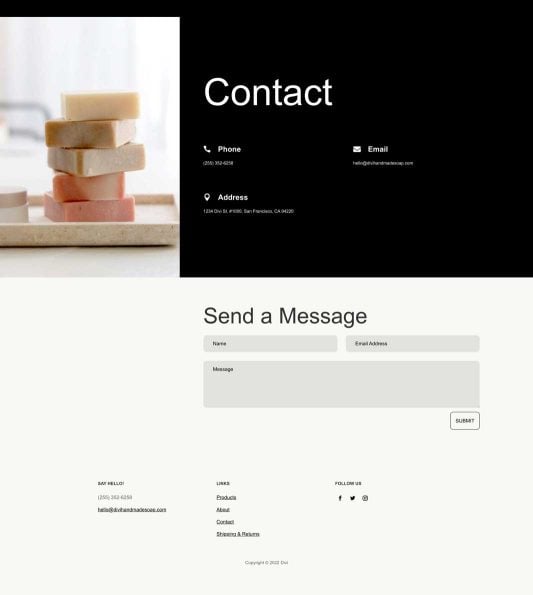 Contact
Phone
Email
(255) 352-6258
hello@divihandmadesoap.com
Address
1234 Divi St. #1000, San Francisco, CA 94220
Send a Message
Name
Email Address
Message
SUBMIT
SAY HELLO!
LINKS
FOLLOW US
(255) 352-6258
Products
hello@divihandmadesoap.com
About
Contact
Shipping & Returns
Copyright © 2022 Divi